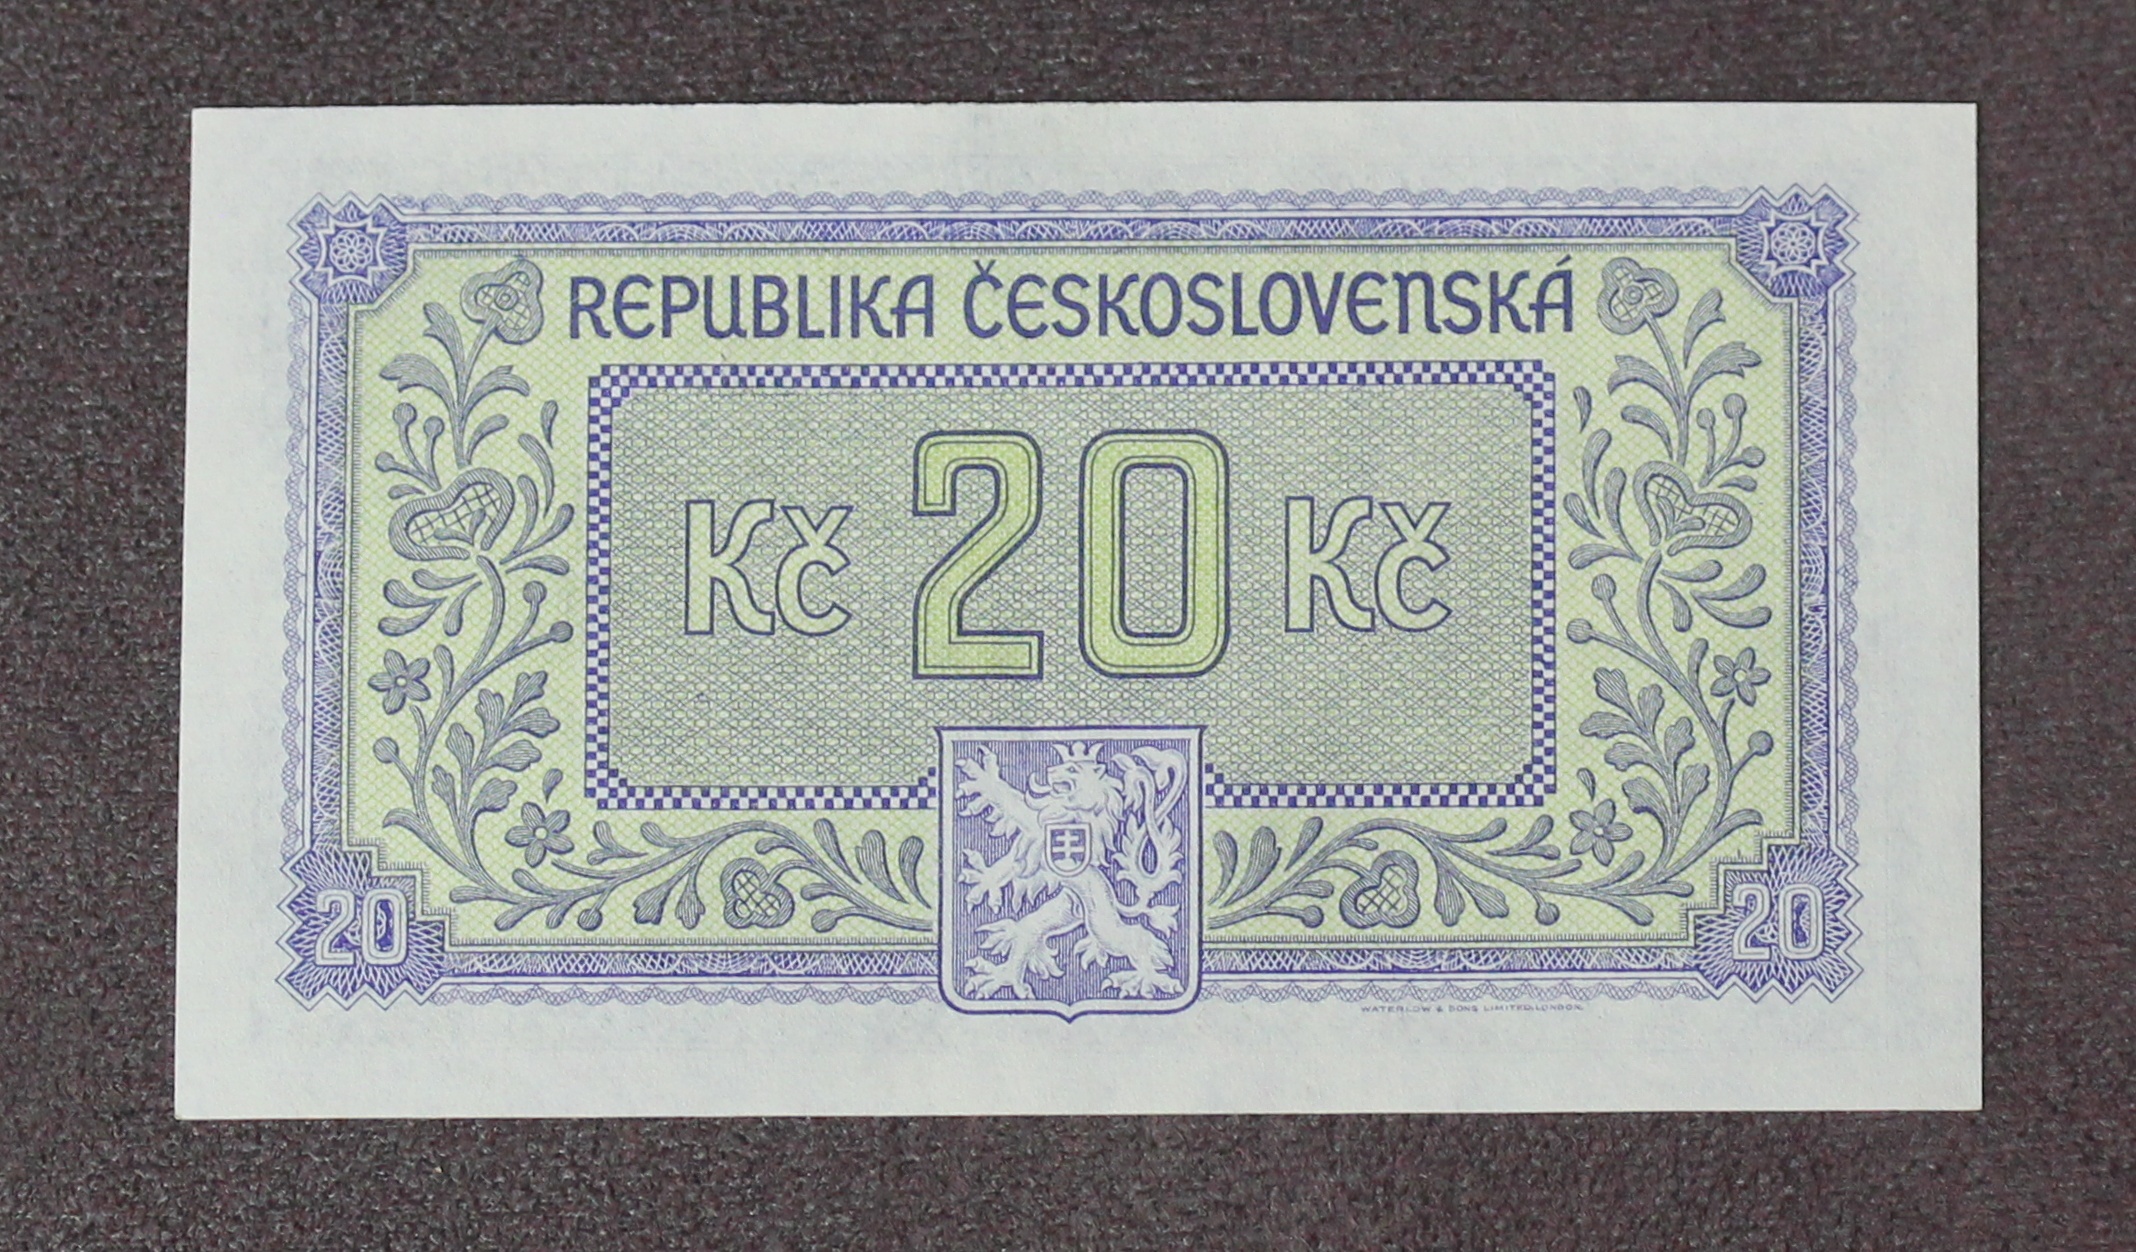 REPUBLIKA ČESKOSLOVENSKÁ
Kč 20 Kč
20 20
WATERLOW & SONS LIMITED, LONDON.